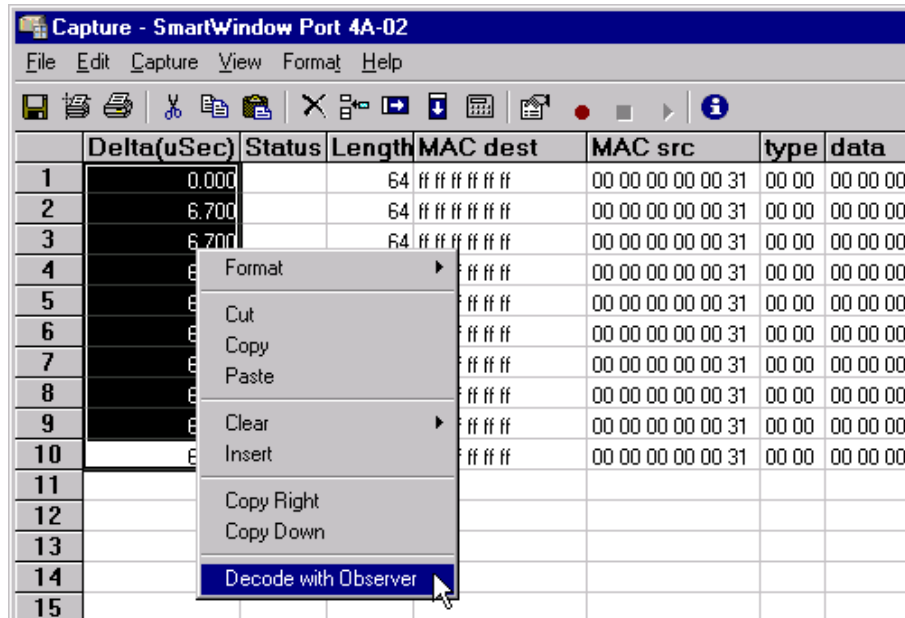 Capture - SmartWindow Port 4A-02
File Edit Capture View Format Help
Delta(uSec) Status Length MAC dest MAC src type data
1 0.000 64 ff ff ff ff ff ff 00 00 00 00 00 31 00 00 00 00 00
2 6.700 64 ff ff ff ff ff ff 00 00 00 00 00 31 00 00 00 00 00
3 6.700 64 ff ff ff ff ff ff 00 00 00 00 00 31 00 00 00 00 00
4 6 Format ff ff ff 00 00 00 00 00 31 00 00 00 00 00
5 6 ff ff ff 00 00 00 00 00 31 00 00 00 00 00
Cut
6 6 ff ff ff 00 00 00 00 00 31 00 00 00 00 00
Copy
7 6 ff ff ff 00 00 00 00 00 31 00 00 00 00 00
Paste
8 6 ff ff ff 00 00 00 00 00 31 00 00 00 00 00
9 6 Clear ff ff ff 00 00 00 00 00 31 00 00 00 00 00
10 6 Insert ff ff ff 00 00 00 00 00 31 00 00 00 00 00
11
Copy Right
12
Copy Down
13
14 Decode with Observer
15